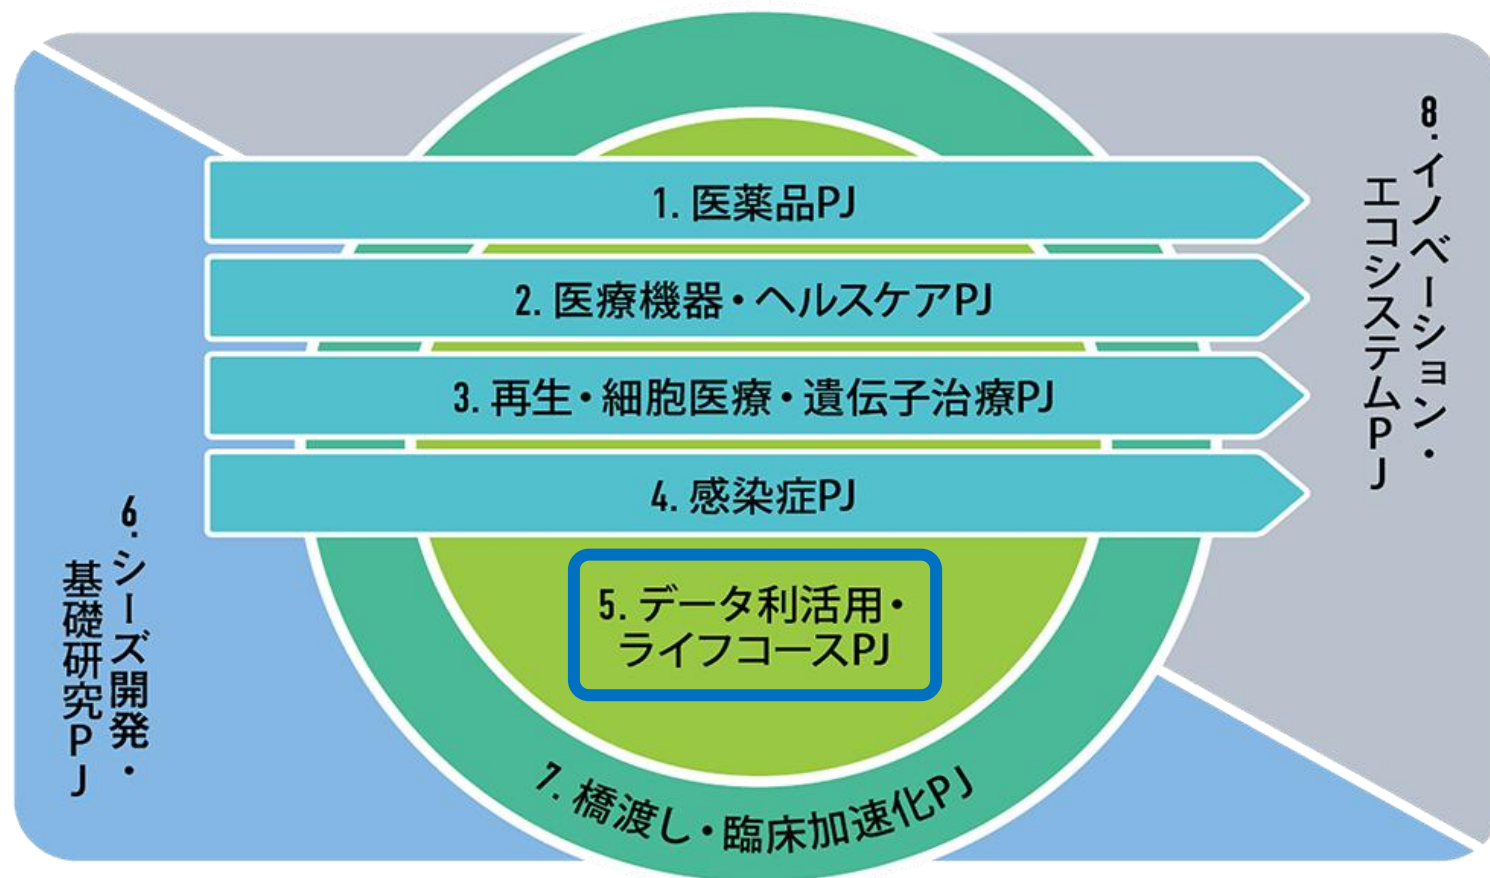 1. 医薬品PJ
2. 医療機器・ヘルスケアPJ
3. 再生・細胞医療・遺伝子治療PJ
4. 感染症PJ
5. データ利活用・
ライフコースPJ
6. シーズ開発・
基礎研究PJ
7. 橋渡し・臨床加速化PJ
8. イノベーション・
エコシステムPJ